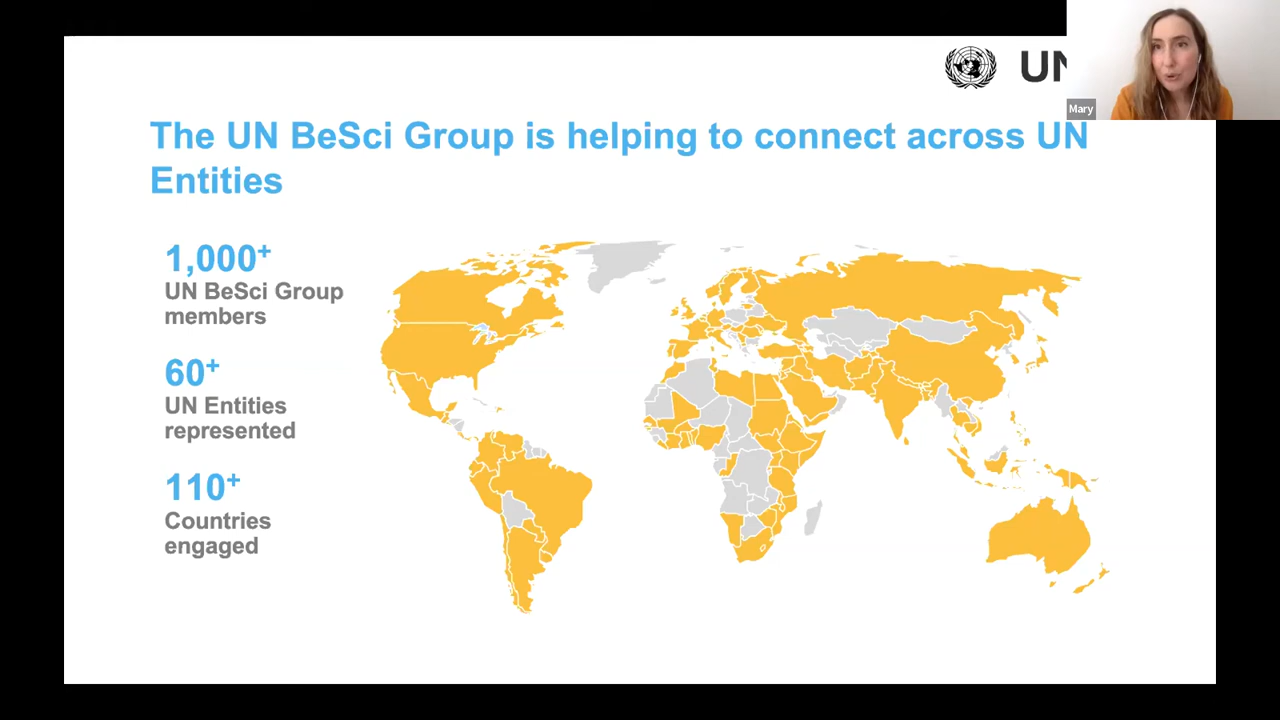 UN
Mary
The UN BeSci Group is helping to connect across UN
Entities
1,000+
UN BeSci Group
members
60+
UN Entities
represented
110+
Countries
engaged